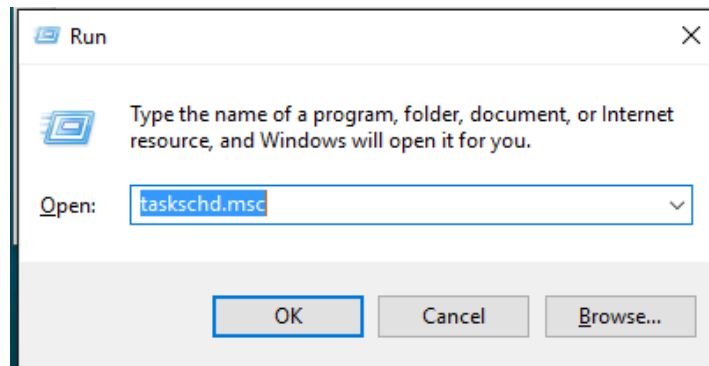 Run
Type the name of a program, folder, document, or Internet
resource, and Windows will open it for you.
Open: taskschd.msc
OK Cancel Browse...